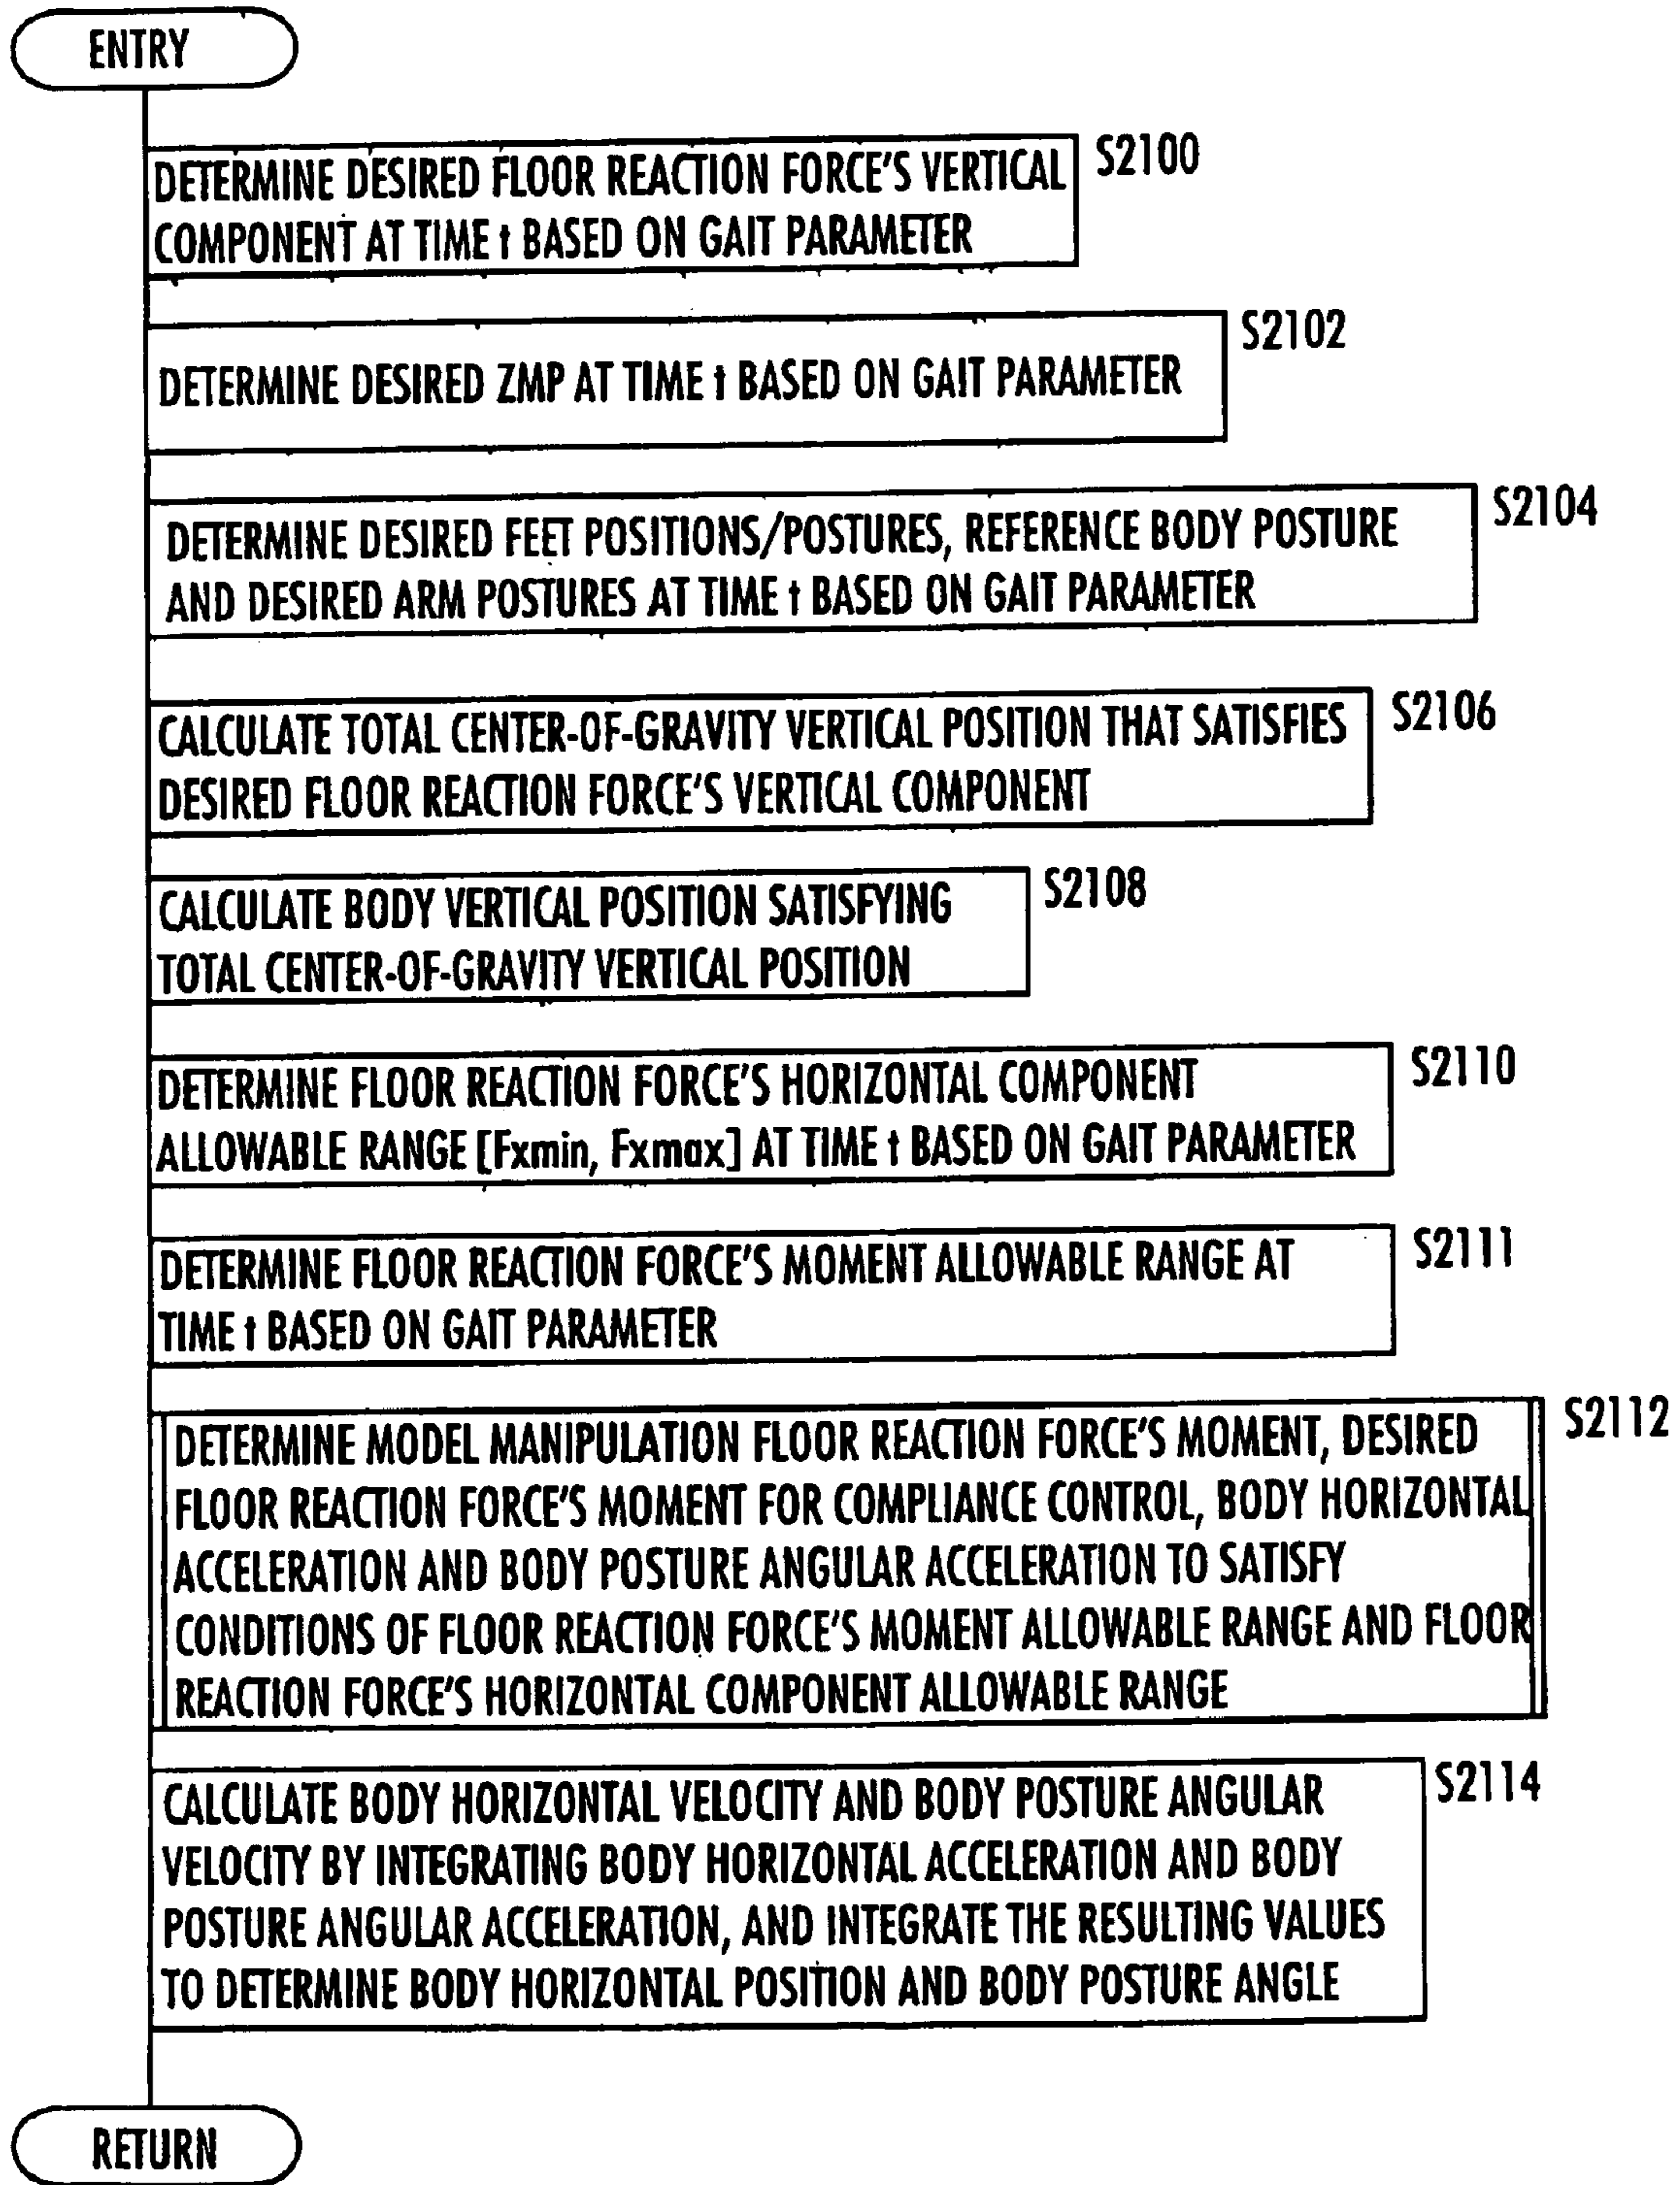 ENTRY
DETERMINE DESIRED FLOOR REACTION FORCE'S VERTICAL
COMPONENT AT TIME t BASED ON GAIT PARAMETER
S2100
DETERMINE DESIRED ZMP AT TIME t BASED ON GAIT PARAMETER
S2102
DETERMINE DESIRED FEET POSITIONS/POSTURES, REFERENCE BODY POSTURE
AND DESIRED ARM POSTURES AT TIME t BASED ON GAIT PARAMETER
S2104
CALCULATE TOTAL CENTER-OF-GRAVITY VERTICAL POSITION THAT SATISFIES
DESIRED FLOOR REACTION FORCE'S VERTICAL COMPONENT
S2106
CALCULATE BODY VERTICAL POSITION SATISFYING
TOTAL CENTER-OF-GRAVITY VERTICAL POSITION
S2108
DETERMINE FLOOR REACTION FORCE'S HORIZONTAL COMPONENT
ALLOWABLE RANGE [Fxmin, Fxmax] AT TIME t BASED ON GAIT PARAMETER
S2110
DETERMINE FLOOR REACTION FORCE'S MOMENT ALLOWABLE RANGE AT
TIME t BASED ON GAIT PARAMETER
S2111
DETERMINE MODEL MANIPULATION FLOOR REACTION FORCE'S MOMENT, DESIRED
FLOOR REACTION FORCE'S MOMENT FOR COMPLIANCE CONTROL, BODY HORIZONTAL
ACCELERATION AND BODY POSTURE ANGULAR ACCELERATION TO SATISFY
CONDITIONS OF FLOOR REACTION FORCE'S MOMENT ALLOWABLE RANGE AND FLOOR
REACTION FORCE'S HORIZONTAL COMPONENT ALLOWABLE RANGE
S2112
CALCULATE BODY HORIZONTAL VELOCITY AND BODY POSTURE ANGULAR
VELOCITY BY INTEGRATING BODY HORIZONTAL ACCELERATION AND BODY
POSTURE ANGULAR ACCELERATION, AND INTEGRATE THE RESULTING VALUES
TO DETERMINE BODY HORIZONTAL POSITION AND BODY POSTURE ANGLE
S2114
RETURN